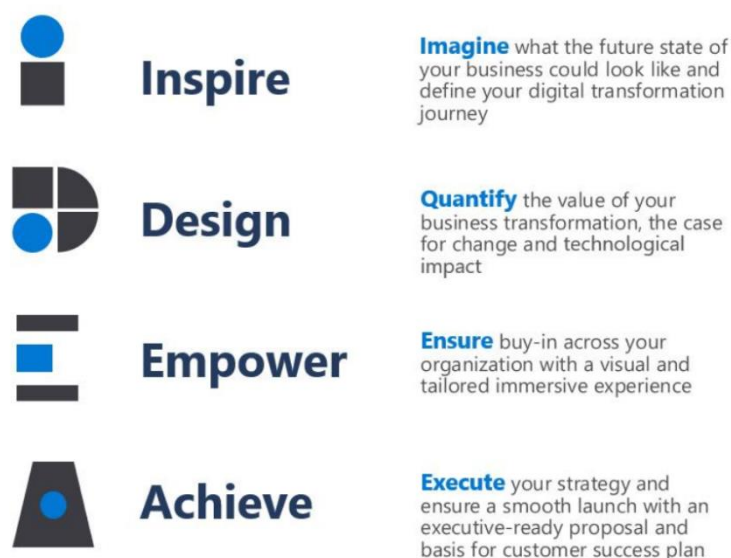 Inspire
Imagine what the future state of
your business could look like and
define your digital transformation
journey
Design
Quantify the value of your
business transformation, the case
for change and technological
impact
Empower
Ensure buy-in across your
organization with a visual and
tailored immersive experience
Achieve
Execute your strategy and
ensure a smooth launch with an
executive-ready proposal and
basis for customer success plan